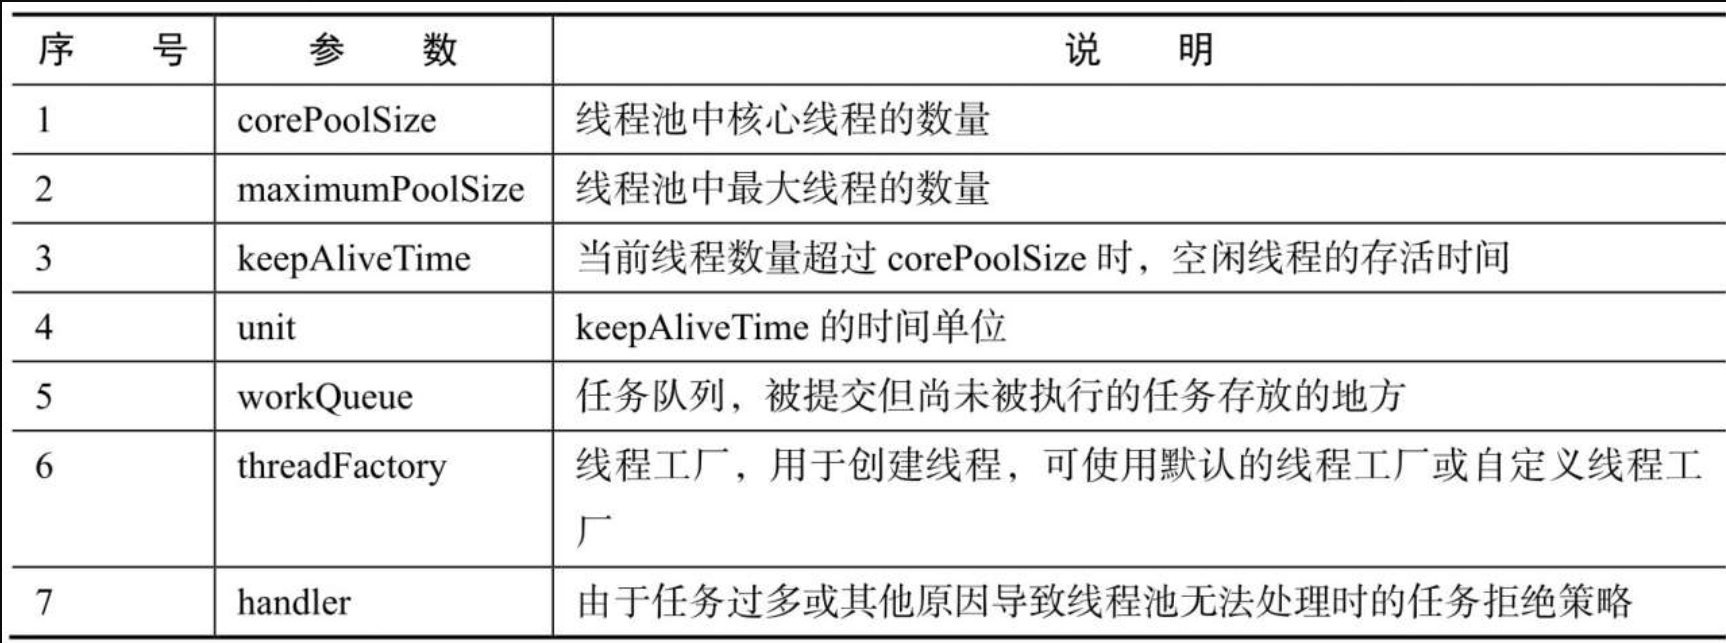 序 号 参 数 说 明
1 corePoolSize 线程池中核心线程的数量
2 maximumPoolSize 线程池中最大线程的数量
3 keepAliveTime 当前线程数量超过 corePoolSize 时，空闲线程的存活时间
4 unit keepAliveTime 的时间单位
5 workQueue 任务队列，被提交但尚未被执行的任务存放的地方
6 threadFactory 线程工厂，用于创建线程，可使用默认的线程工厂或自定义线程工
厂
7 handler 由于任务过多或其他原因导致线程池无法处理时的任务拒绝策略